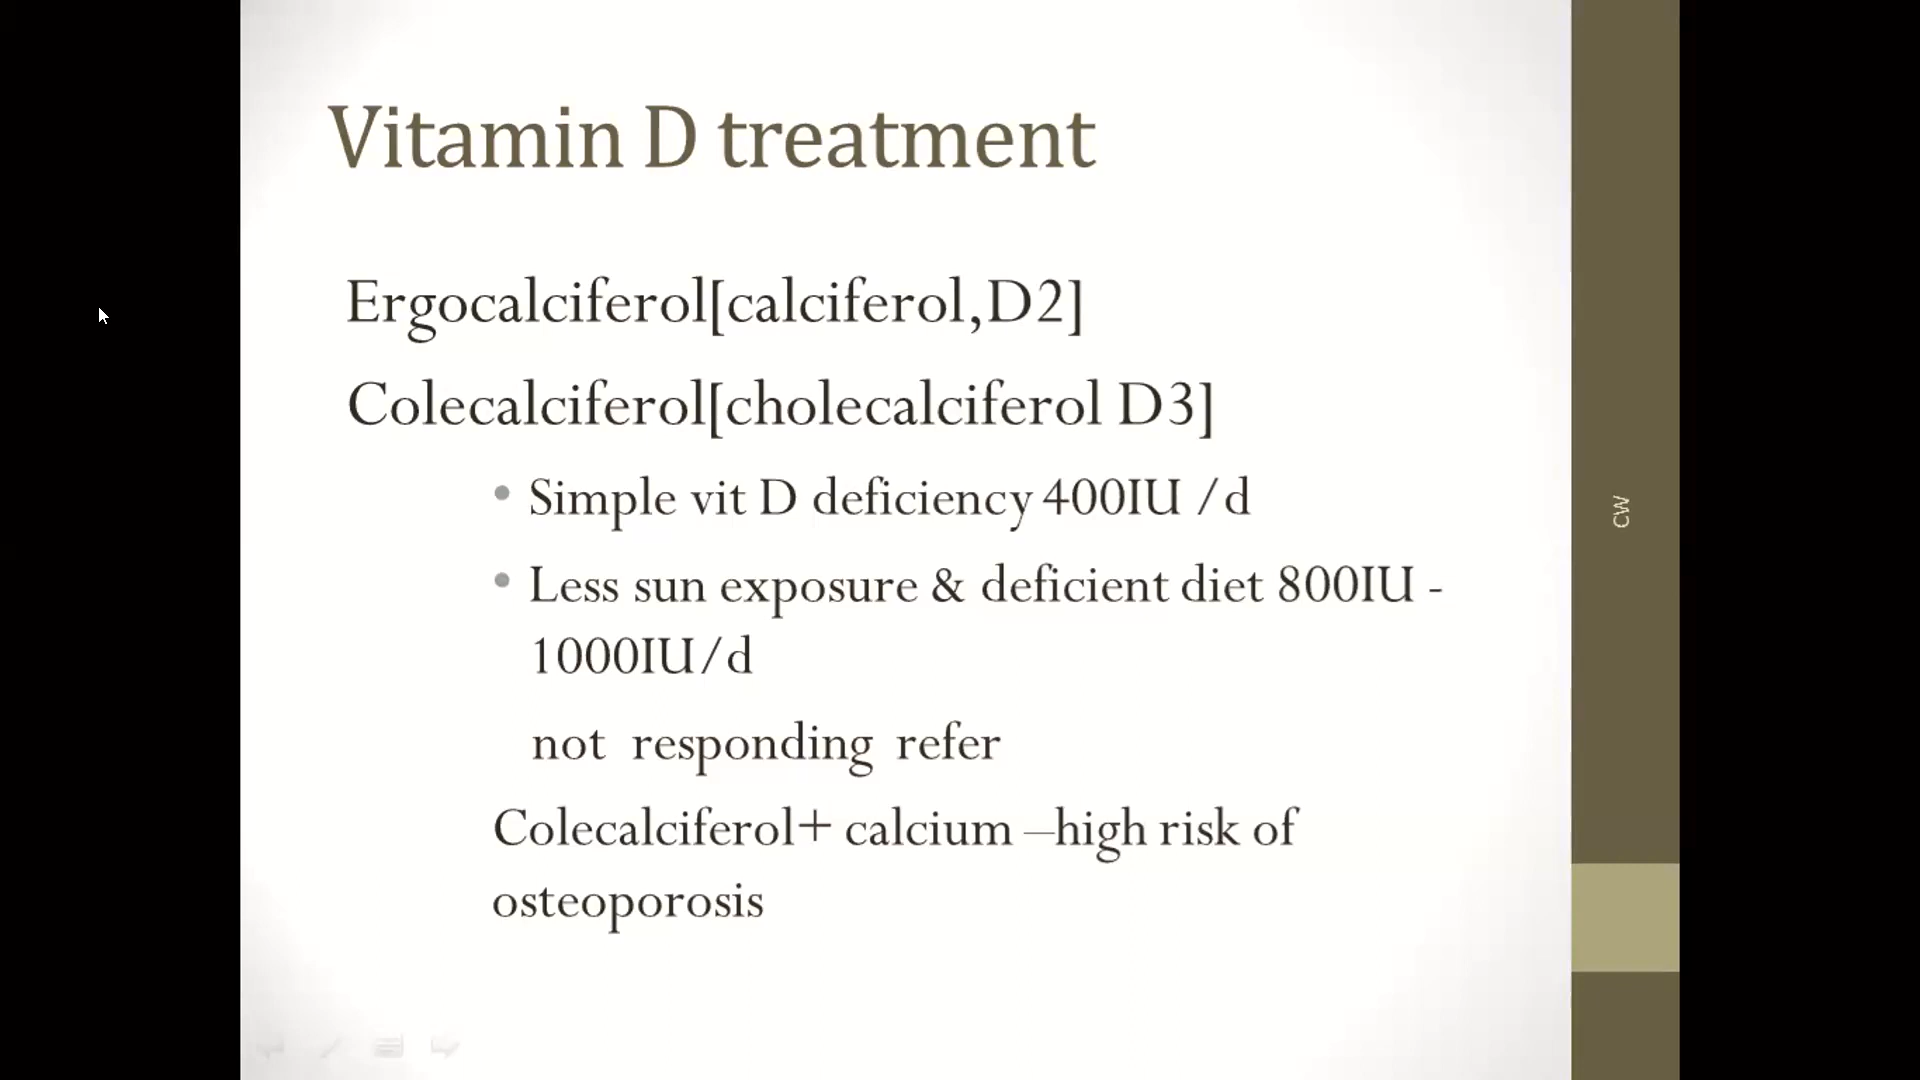 Vitamin D treatment
Ergocalciferol[calciferol,D2]
Colecalciferol[cholecalciferol D3]
• Simple vit D deficiency 400IU /d
• Less sun exposure & deficient diet 800IU -
1000IU/d
not responding refer
Colecalciferol+ calcium –high risk of
osteoporosis
CW